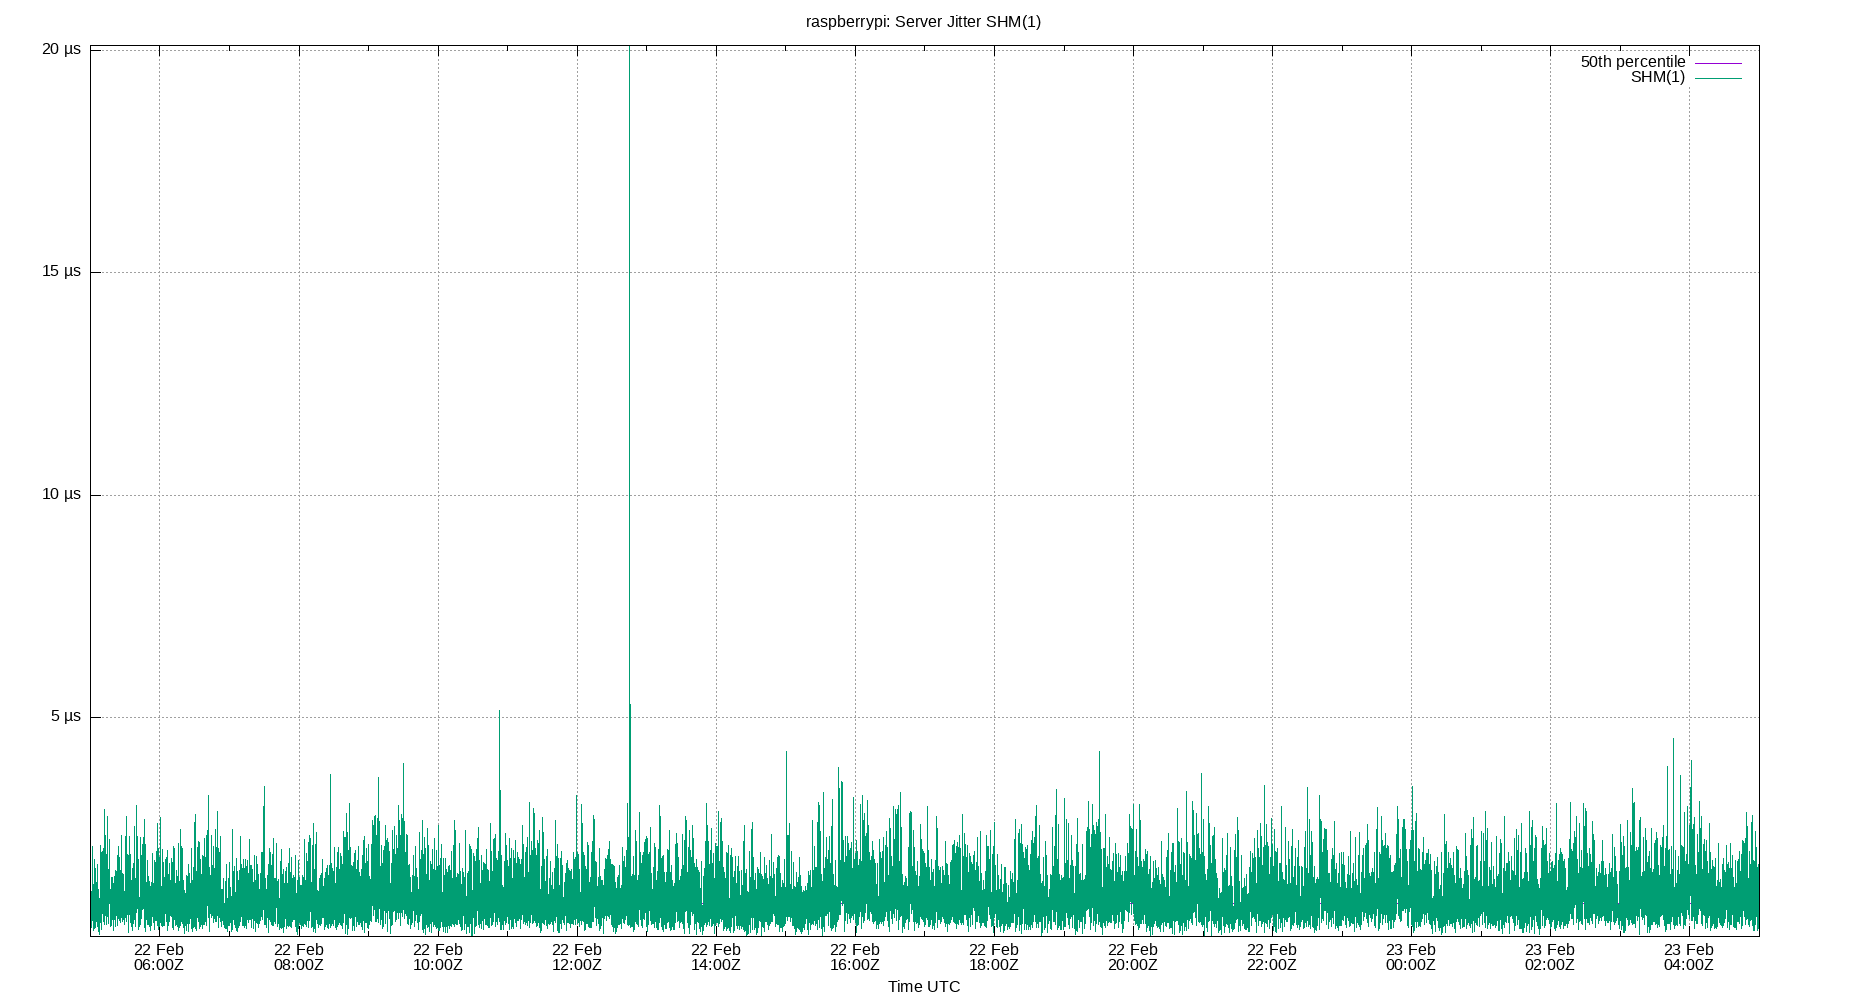 raspberrypi: Server Jitter SHM(1)
20 µs
15 µs
10 µs
5 µs
50th percentile
SHM(1)
22 Feb 22 Feb 22 Feb 22 Feb 22 Feb 22 Feb 22 Feb 22 Feb 22 Feb 23 Feb 23 Feb 23 Feb
06:00Z 08:00Z 10:00Z 12:00Z 14:00Z 16:00Z 18:00Z 20:00Z 22:00Z 00:00Z 02:00Z 04:00Z
Time UTC